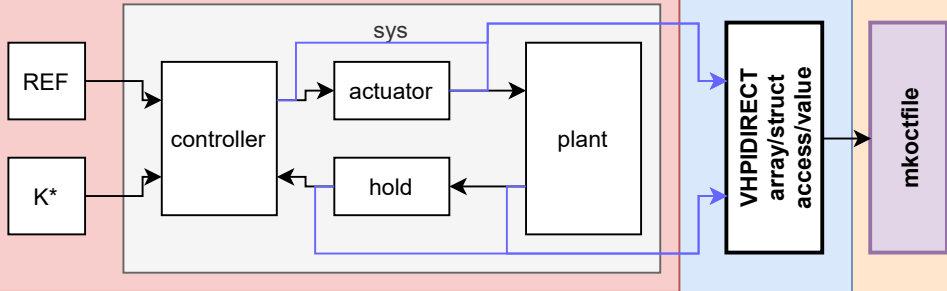 sys
REF
K*
controller
actuator
hold
plant
VHPIDIRECT
array/struct
access/value
mkoctfile